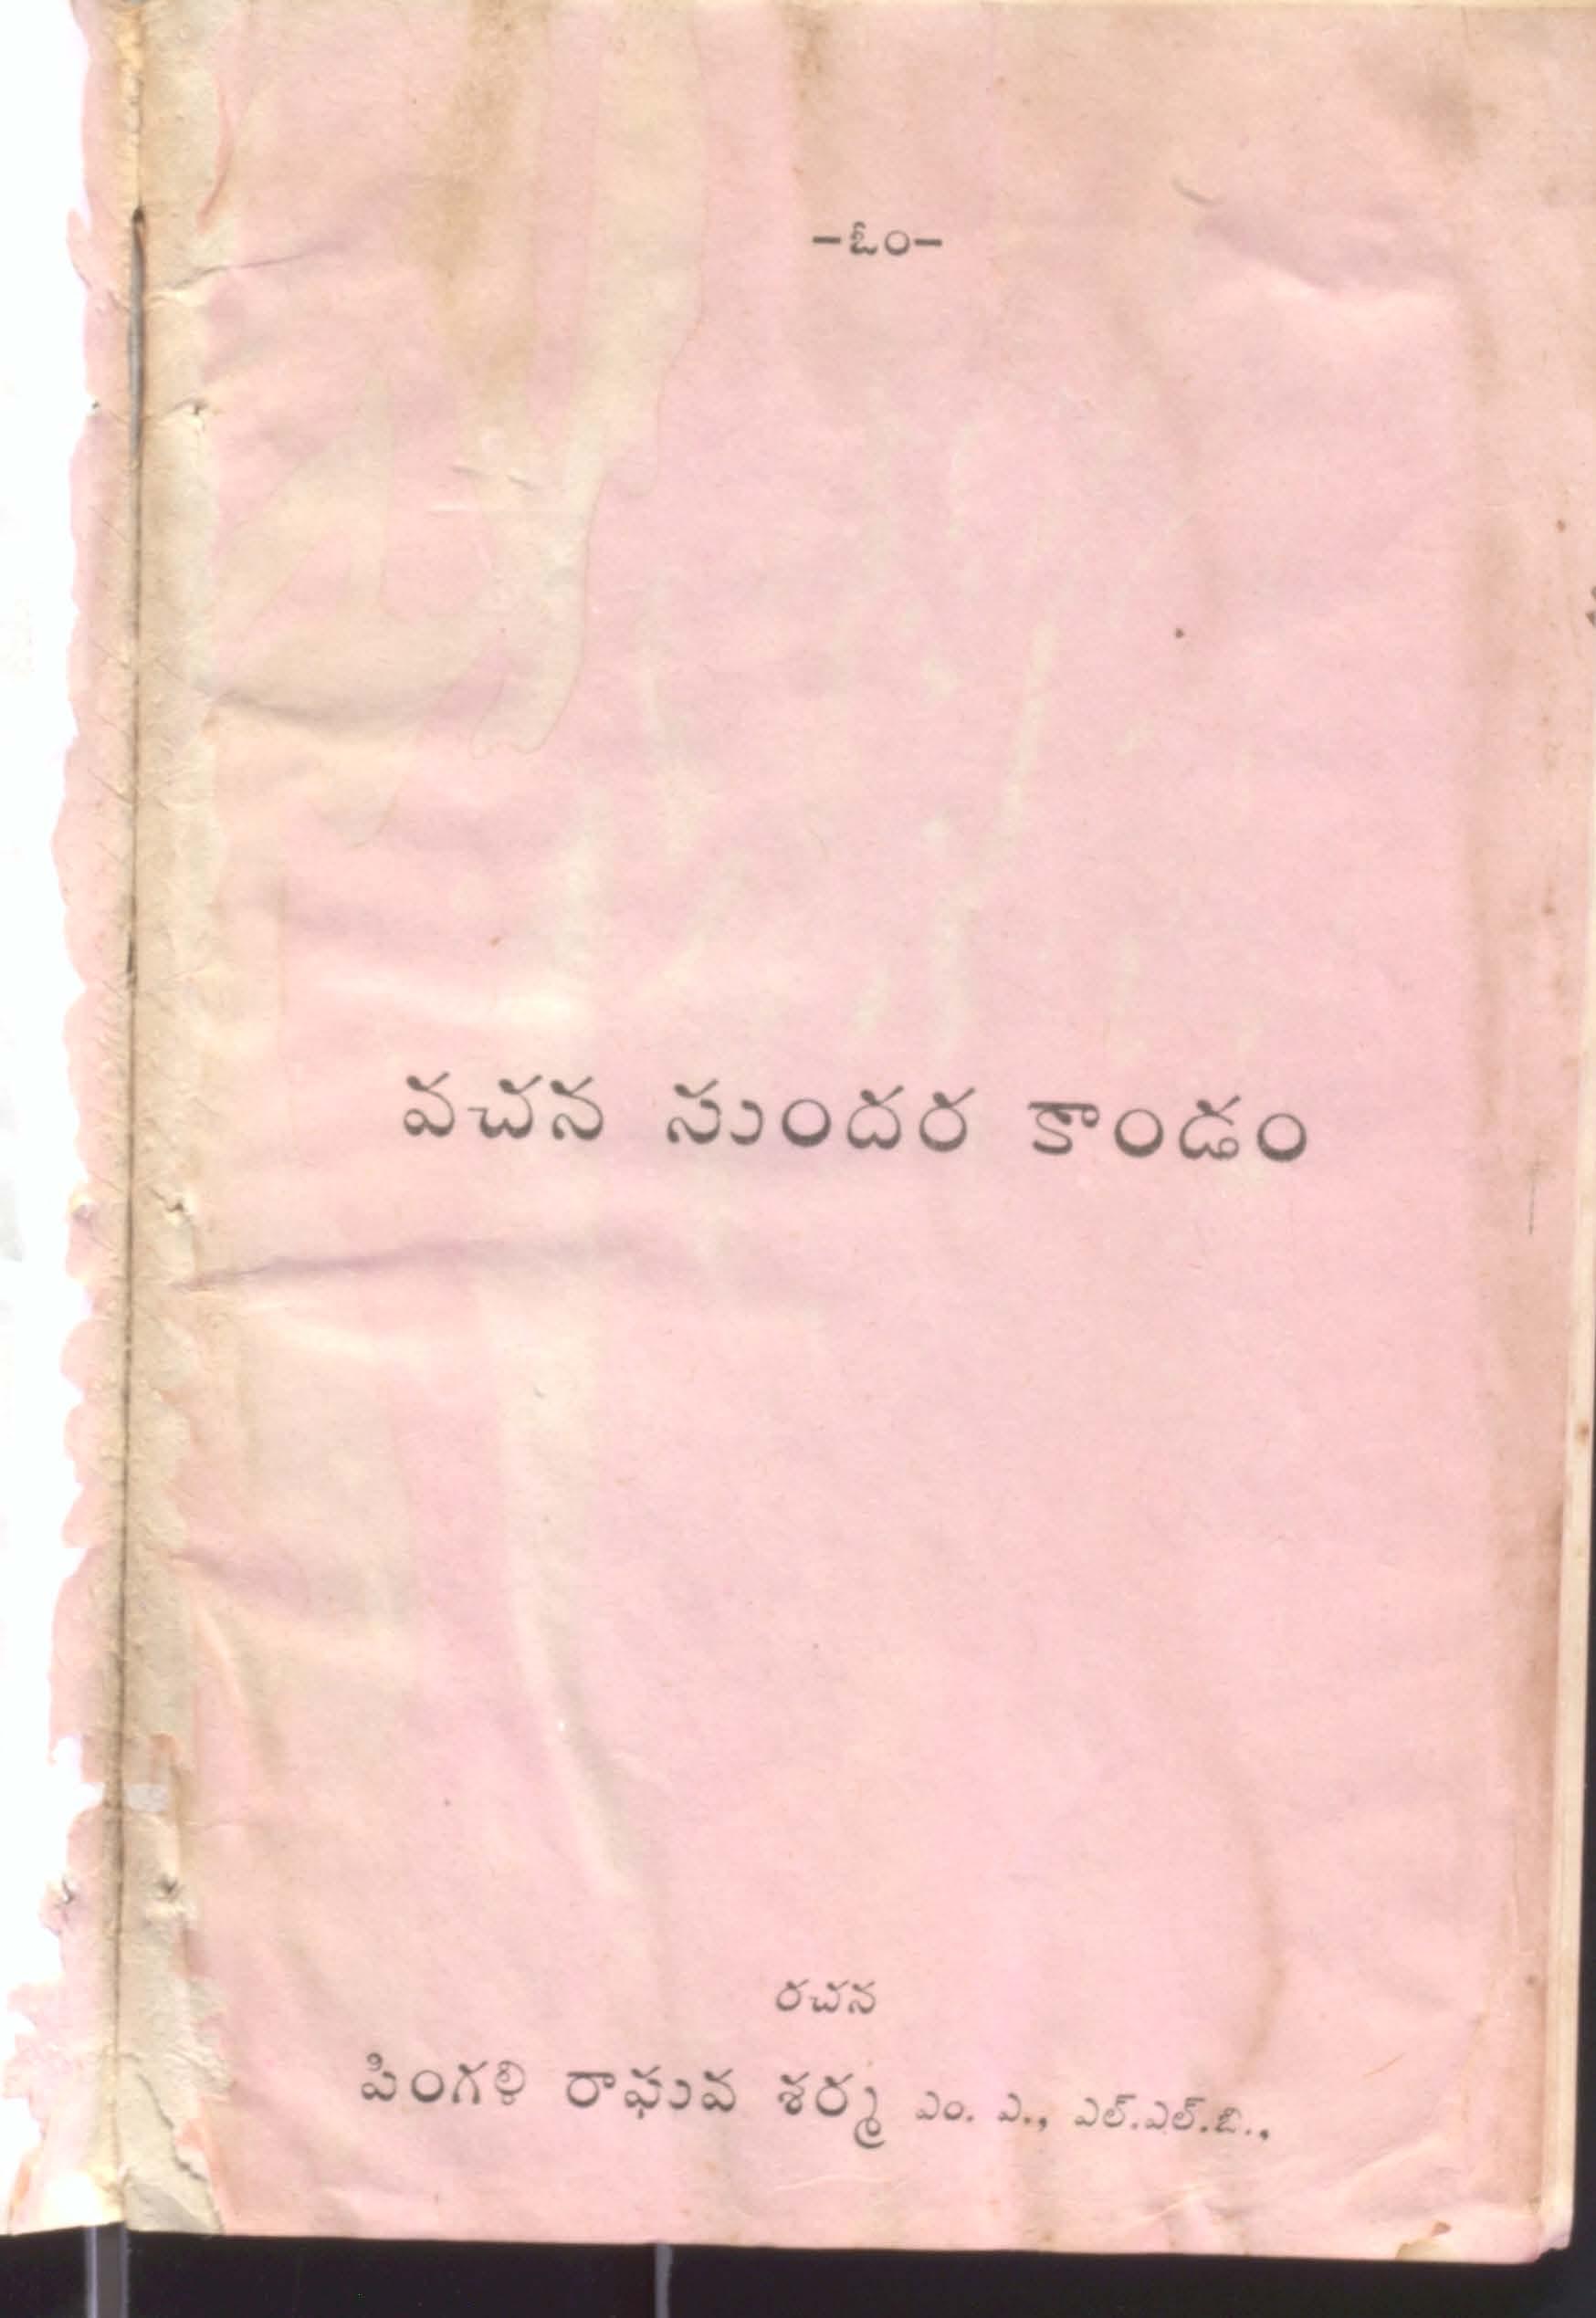 -ఓం-
వచన సుందర కాండం
రచన
పింగళి రాఘవ శర్మ ఎం. ఎ., ఎల్.ఎల్.బి.,